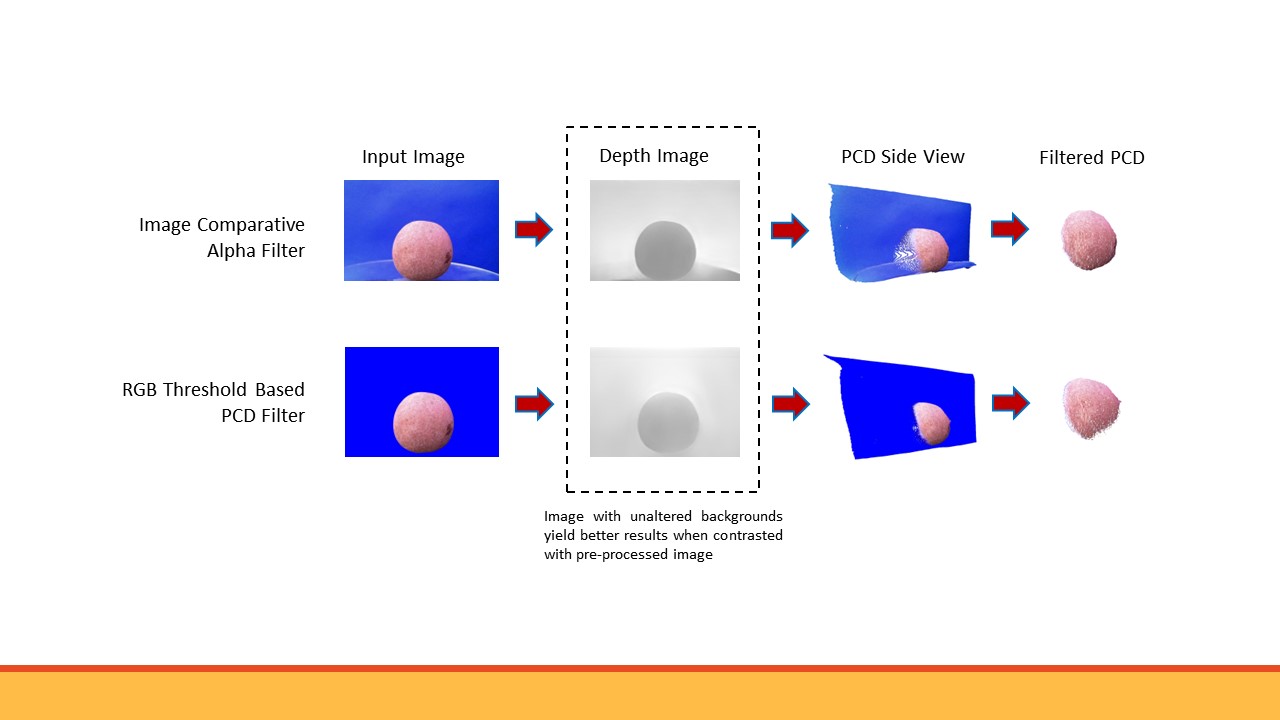 Input Image
Depth Image
PCD Side View
Filtered PCD
Image Comparative
Alpha Filter
RGB Threshold Based
PCD Filter
Image with unaltered backgrounds
yield better results when contrasted
with pre-processed image